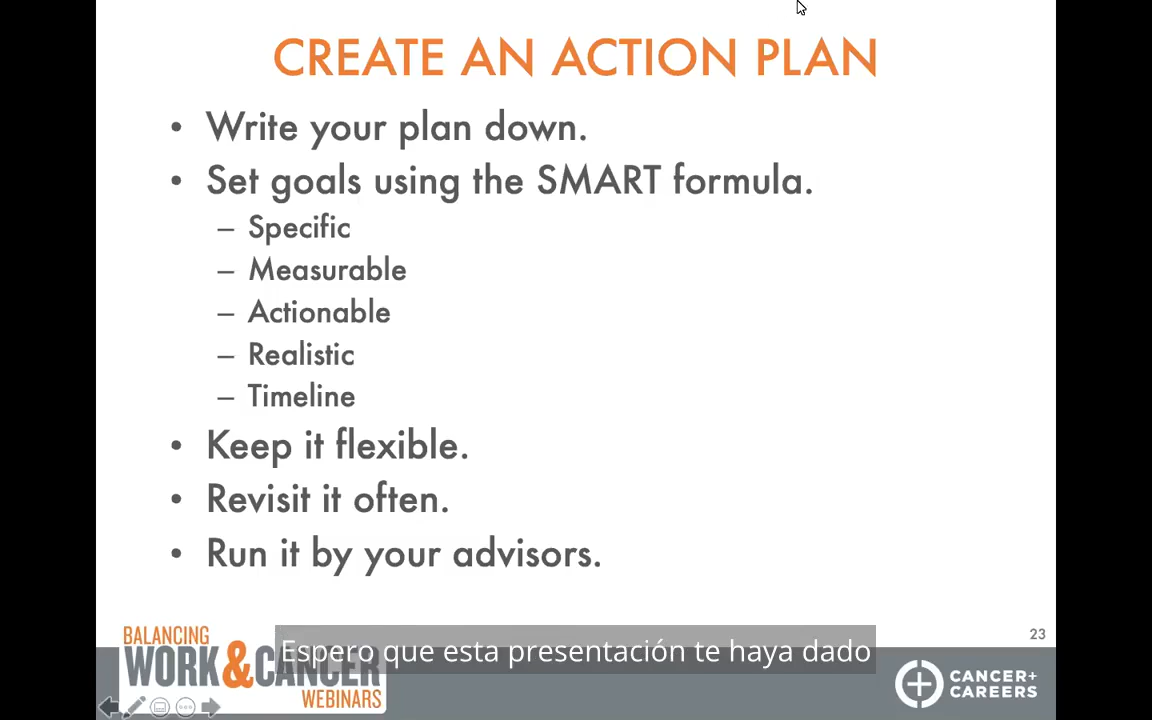 CREATE AN ACTION PLAN
• Write your plan down.
• Set goals using the SMART formula.
– Specific
– Measurable
– Actionable
– Realistic
– Timeline
• Keep it flexible.
• Revisit it often.
• Run it by your advisors.
23
BALANCING
WORK & CANCER
WEBINARS
Espero que esta presentación te haya dado
CANCER+
CAREERS